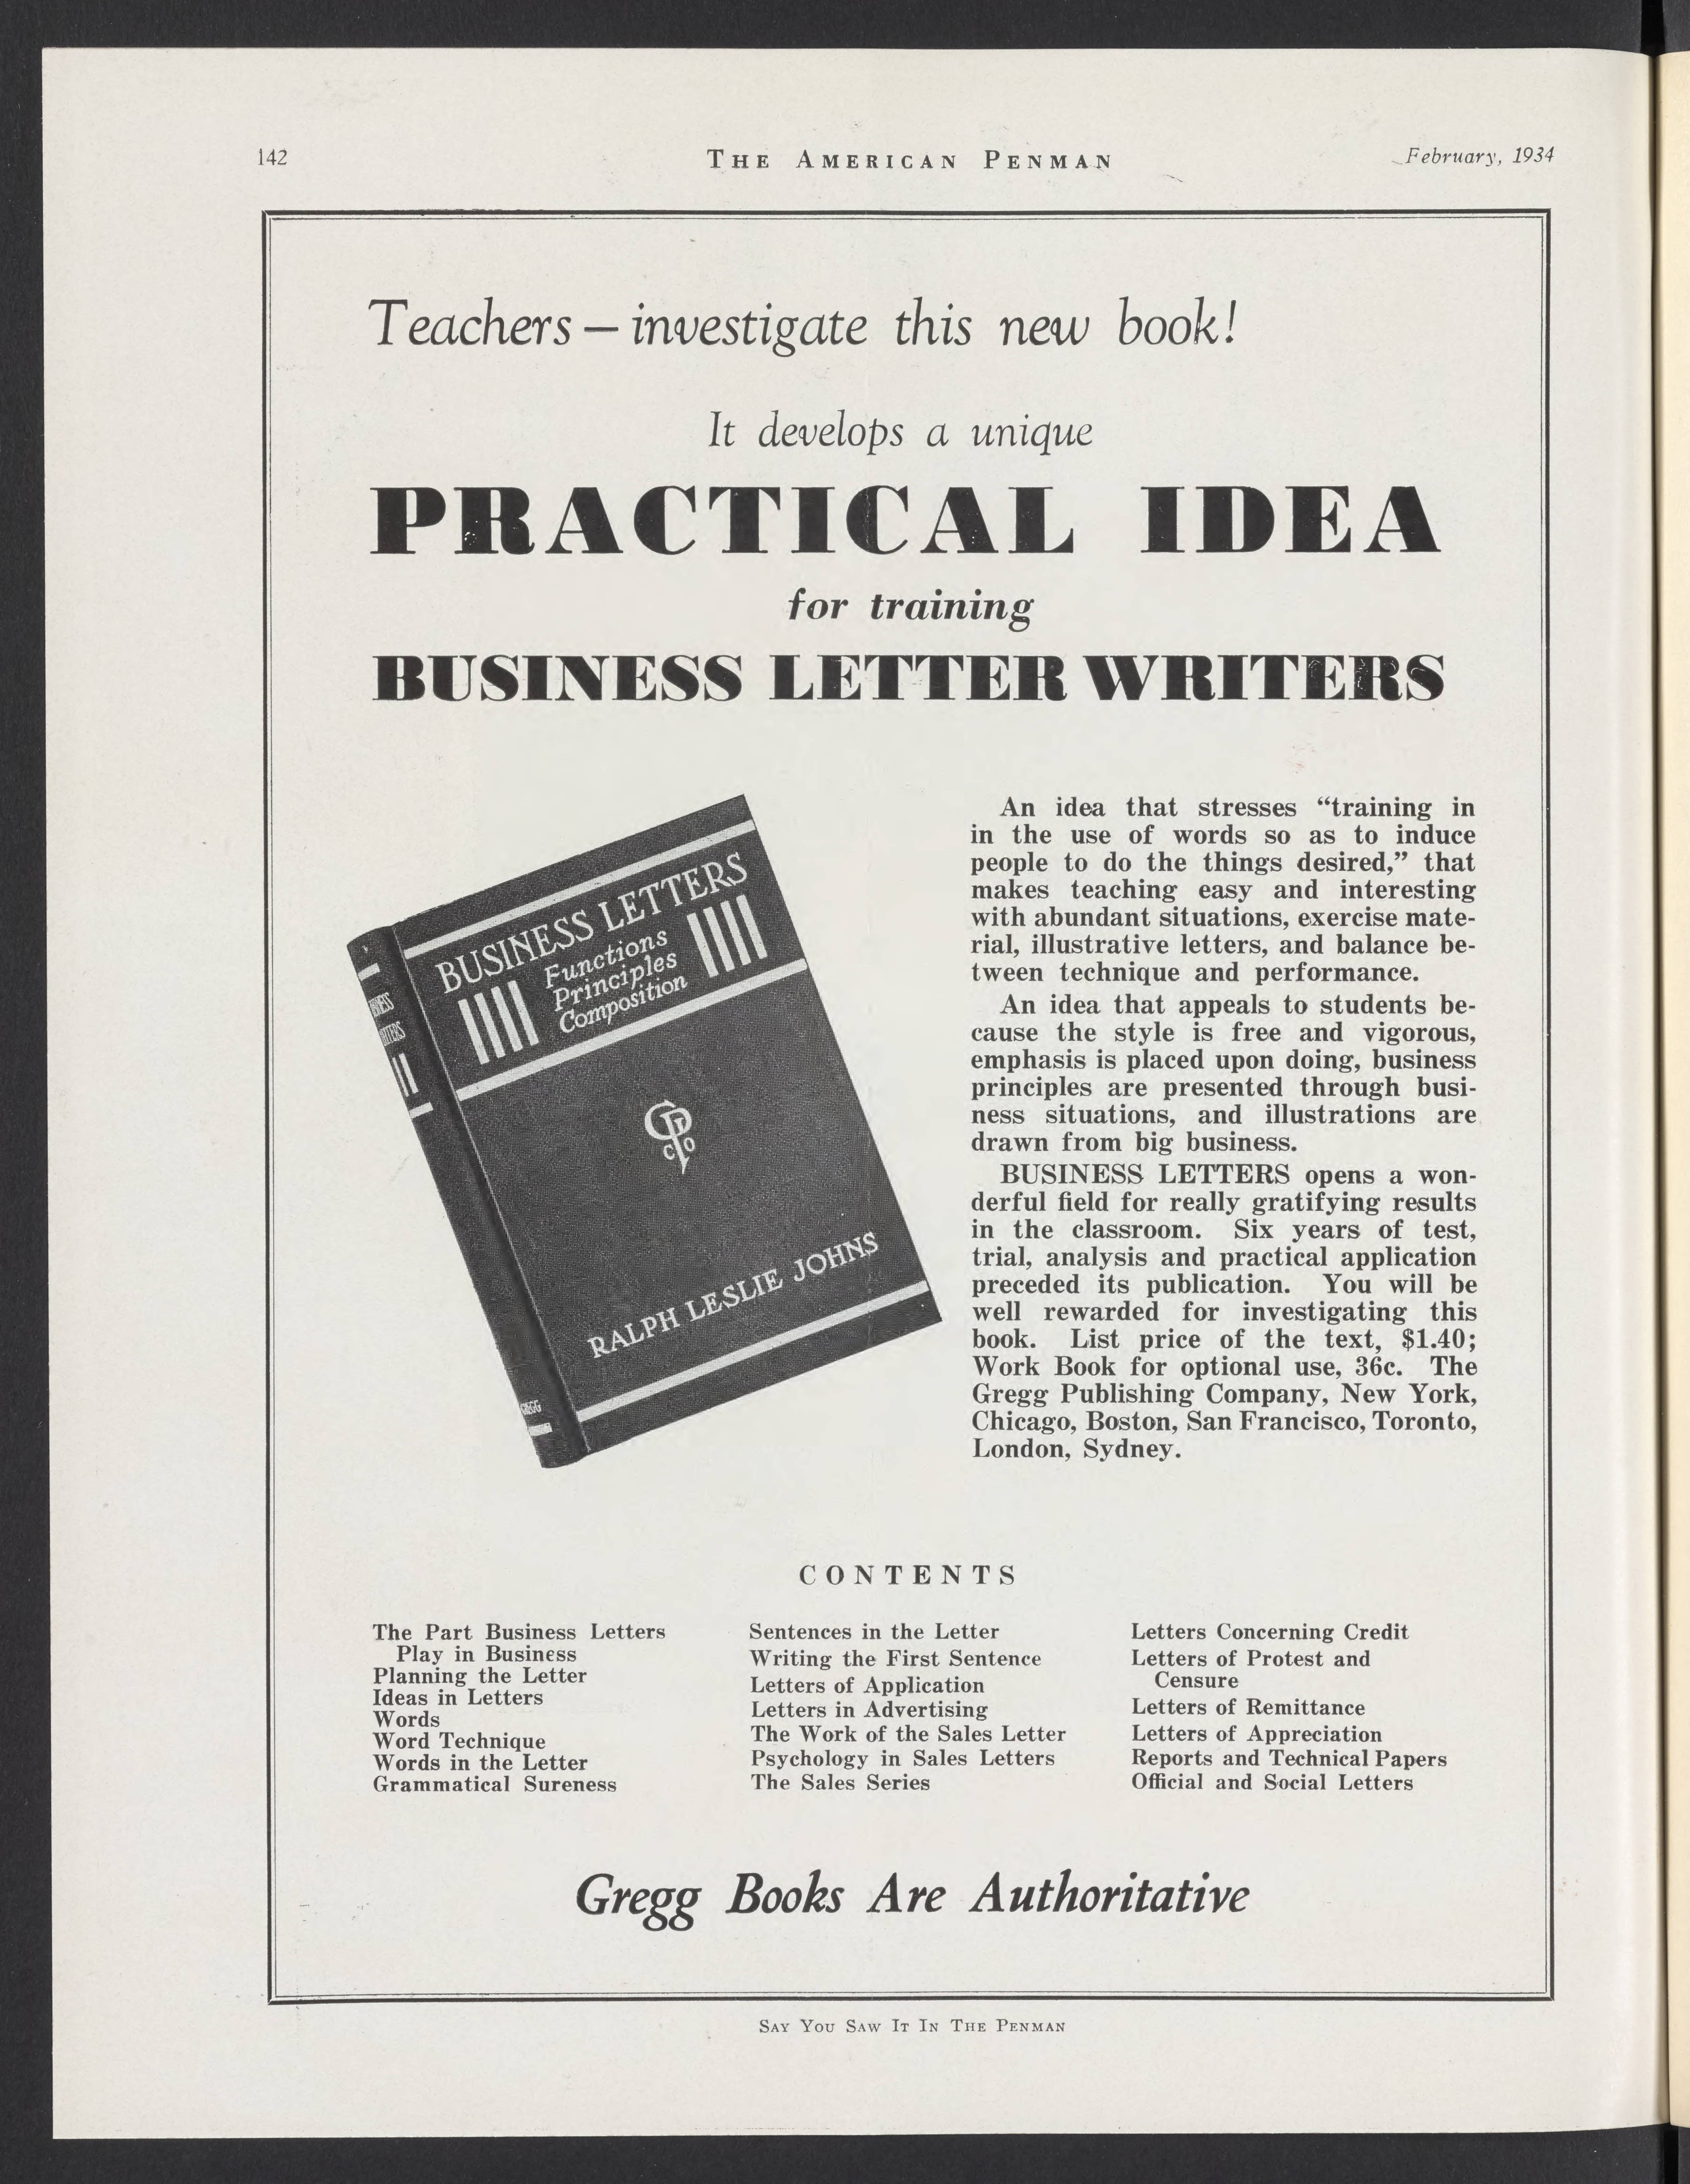 142
THE AMERICAN PENMAN
February, 1934
Teachers — investigate this new book!
It develops a unique
PRACTICAL IDEA
for training
BUSINESS LETTER WRITERS
BUSINESS LETTERS
Functions
Principles
Composition
GPCO
RALPH LESLIE JOHNS
GREGG
An idea that stresses “training in
in the use of words so as to induce
people to do the things desired,” that
makes teaching easy and interesting
with abundant situations, exercise mate-
rial, illustrative letters, and balance be-
tween technique and performance.
An idea that appeals to students be-
cause the style is free and vigorous,
emphasis is placed upon doing, business
principles are presented through busi-
ness situations, and illustrations are
drawn from big business.
BUSINESS LETTERS opens a won-
derful field for really gratifying results
in the classroom. Six years of test,
trial, analysis and practical application
preceded its publication. You will be
well rewarded for investigating this
book. List price of the text, $1.40;
Work Book for optional use, 36c. The
Gregg Publishing Company, New York,
Chicago, Boston, San Francisco, Toronto,
London, Sydney.
CONTENTS
The Part Business Letters
Play in Business
Planning the Letter
Ideas in Letters
Words
Word Technique
Words in the Letter
Grammatical Sureness
Sentences in the Letter
Writing the First Sentence
Letters of Application
Letters in Advertising
The Work of the Sales Letter
Psychology in Sales Letters
The Sales Series
Letters Concerning Credit
Letters of Protest and
Censure
Letters of Remittance
Letters of Appreciation
Reports and Technical Papers
Official and Social Letters
Gregg Books Are Authoritative
SAY YOU SAW IT IN THE PENMAN